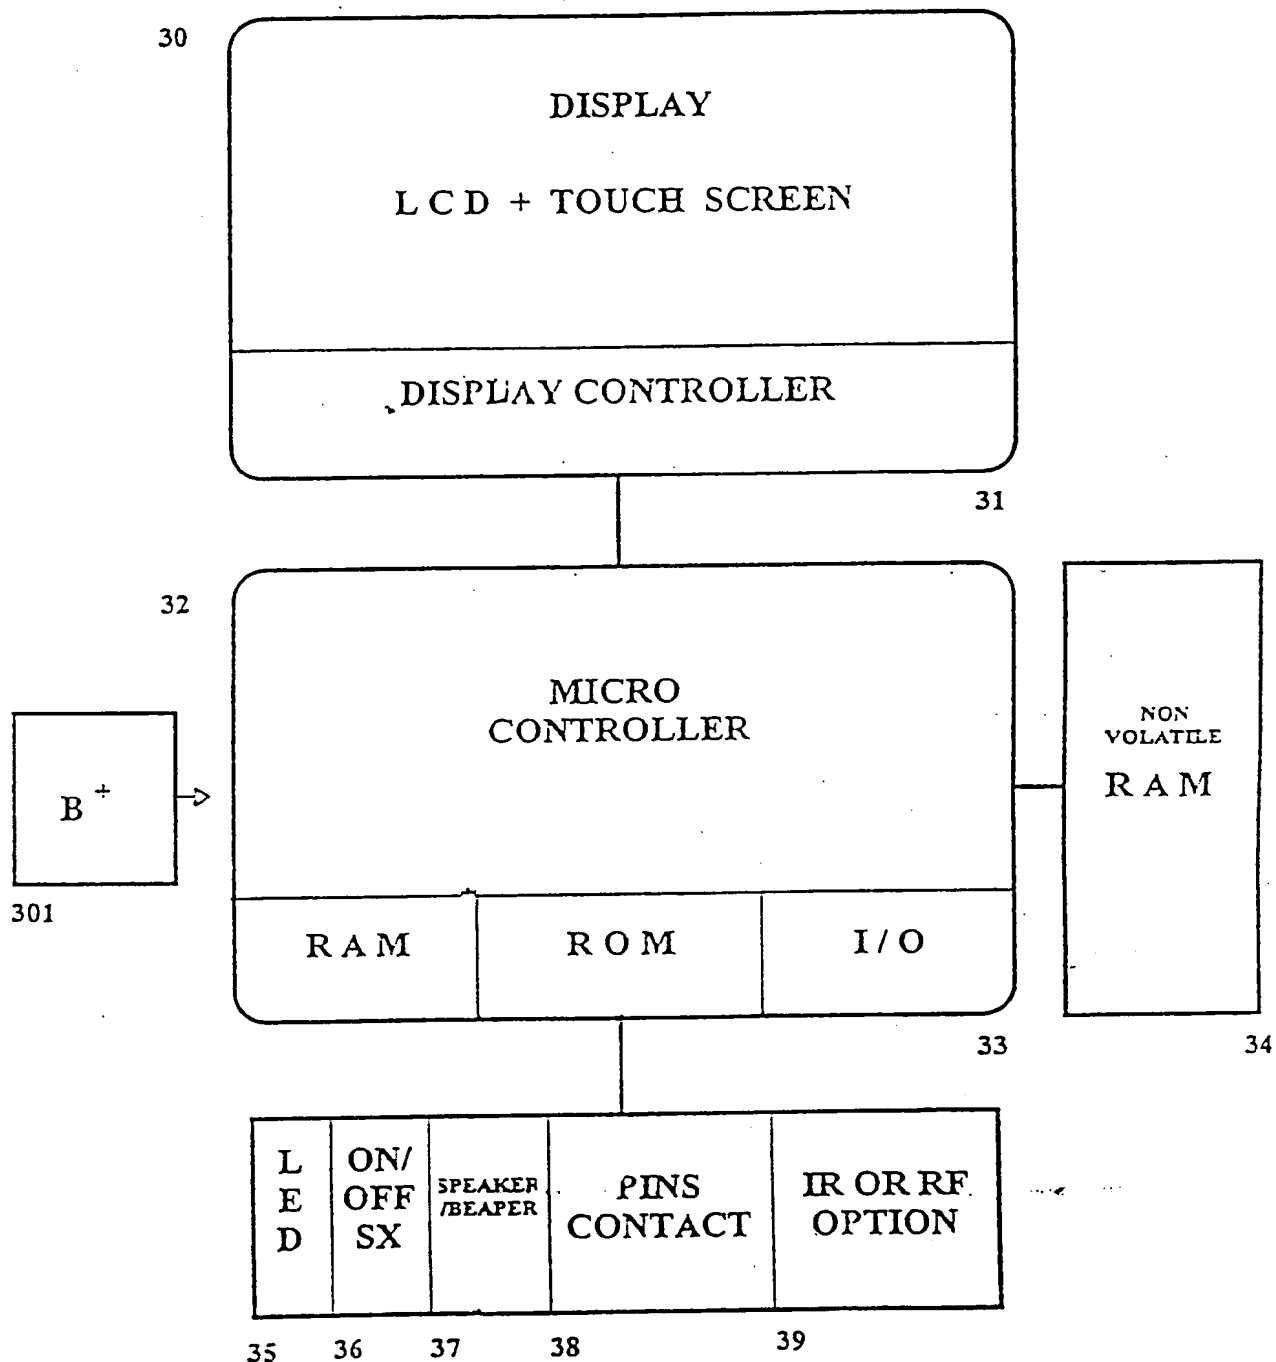 30
DISPLAY
L C D + TOUCH SCREEN
DISPLAY CONTROLLER
31
32
MICRO
CONTROLLER
NON
VOLATILE
R A M
B +
301
R A M
R O M
I / O
33
34
L
E
D
ON/
OFF
SX
SPEAKER
/BEAPER
PINS
CONTACT
IR OR RF
OPTION
35
36
37
38
39